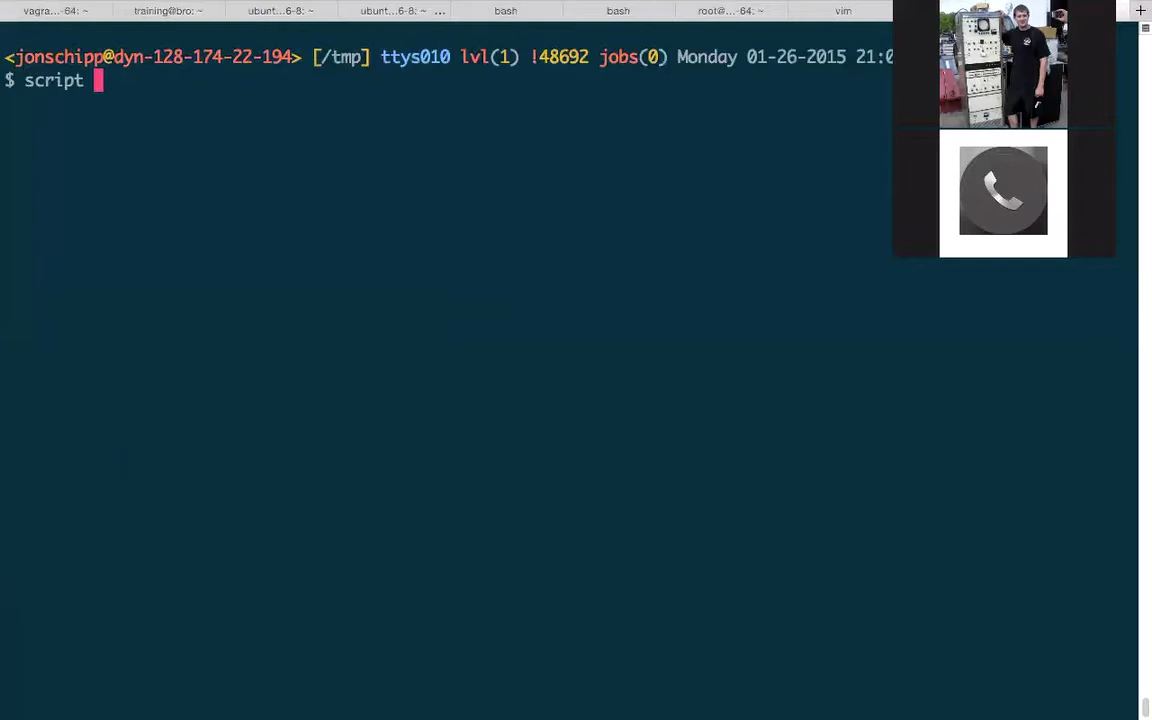 vagra...-64: ~ training@bro: ~ ubunt...6-8: ~ ubunt...6-8: ~ ... bash bash root@...-64: ~ vim +
<jonschipp@dyn-128-174-22-194> [/tmp] ttys010 lvl(1) !48692 jobs(0) Monday 01-26-2015 21:0
$ script